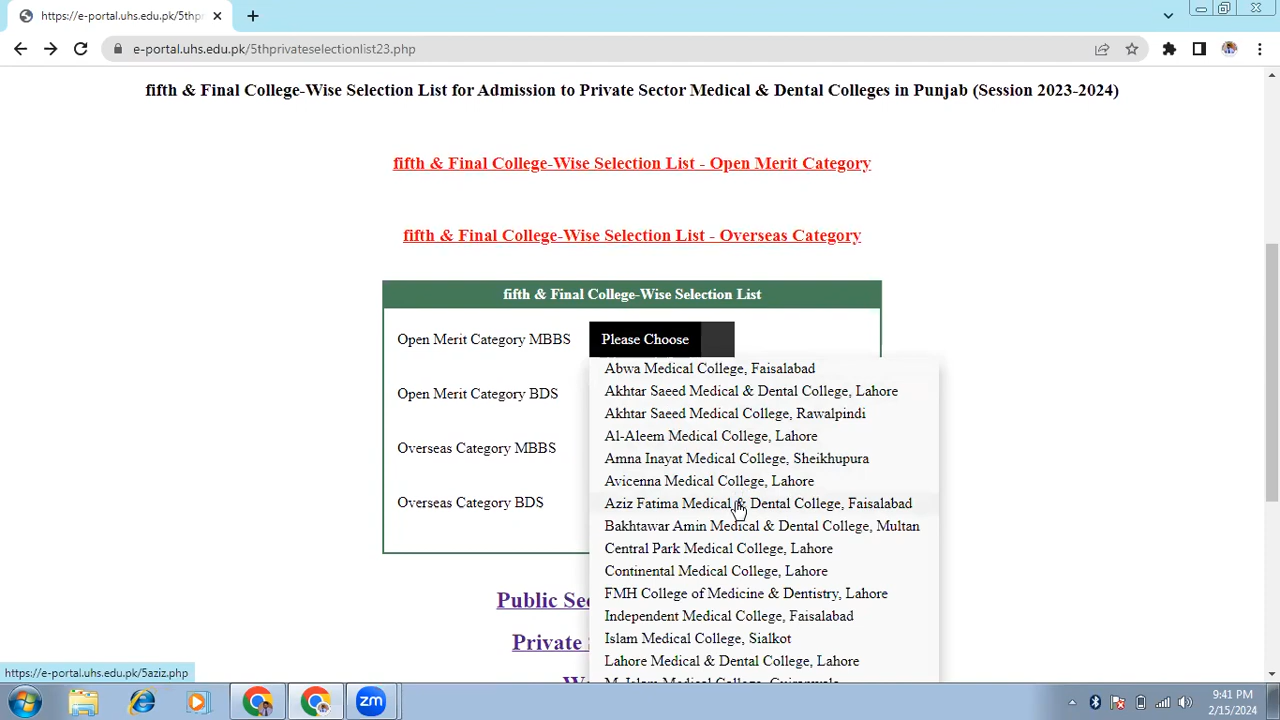 https://e-portal.uhs.edu.pk/5thp
e-portal.uhs.edu.pk/5thprivateselectionlist23.php
fifth & Final College-Wise Selection List for Admission to Private Sector Medical & Dental Colleges in Punjab (Session 2023-2024)
fifth & Final College-Wise Selection List - Open Merit Category
fifth & Final College-Wise Selection List - Overseas Category
fifth & Final College-Wise Selection List
Open Merit Category MBBS Please Choose
Abwa Medical College, Faisalabad
Akhtar Saeed Medical & Dental College, Lahore
Open Merit Category BDS
Akhtar Saeed Medical College, Rawalpindi
Al-Aleem Medical College, Lahore
Overseas Category MBBS
Amna Inayat Medical College, Sheikhupura
Avicenna Medical College, Lahore
Overseas Category BDS
Aziz Fatima Medical & Dental College, Faisalabad
Bakhtawar Amin Medical & Dental College, Multan
Central Park Medical College, Lahore
Continental Medical College, Lahore
FMH College of Medicine & Dentistry, Lahore
Public Se
Independent Medical College, Faisalabad
Islam Medical College, Sialkot
Private
Lahore Medical & Dental College, Lahore
https://e-portal.uhs.edu.pk/5aziz.php
M. Islam Medical College, Gujranwala
zm
9:41 PM
2/15/2024